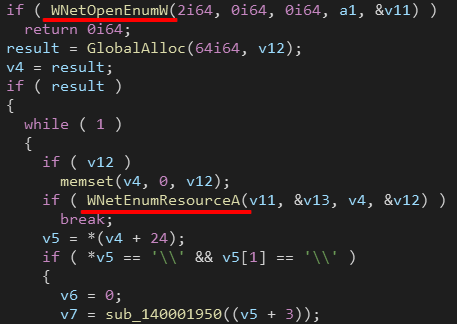 if ( WNetOpenEnumW(2i64, 0i64, 0i64, a1, &v11) )
return 0i64;
result = GlobalAlloc(64i64, v12);
v4 = result;
if ( result )
{
while ( 1 )
{
if ( v12 )
memset(v4, 0, v12);
if ( WNetEnumResourceA(v11, &v13, v4, &v12) )
break;
v5 = *(v4 + 24);
if ( *v5 == '\\' && v5[1] == '\\' )
{
v6 = 0;
v7 = sub_140001950((v5 + 3));